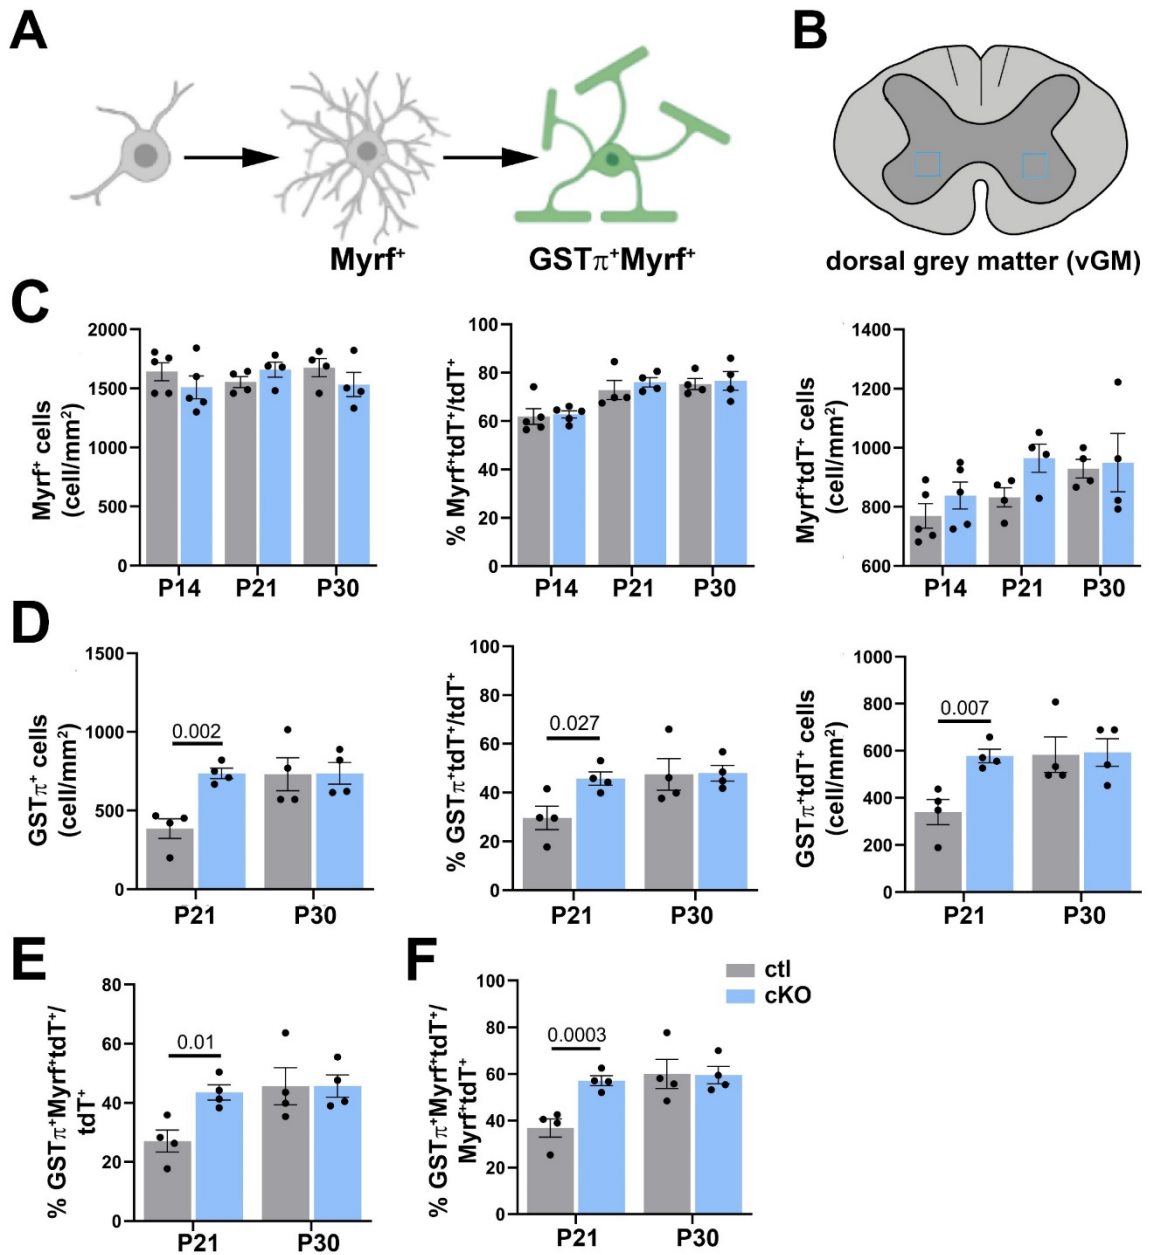 A
B
Myrf⁺
GSTπ⁺Myrf⁺
dorsal grey matter (vGM)
C
Myrf⁺ cells
(cell/mm²)
2000
1500
1000
500
0
P14 P21 P30
% Myrf⁺tdT⁺/tdT⁺
100
80
60
40
20
0
P14 P21 P30
Myrf⁺tdT⁺ cells
(cell/mm²)
1400
1200
1000
800
600
P14 P21 P30
D
GSTπ⁺ cells
(cell/mm²)
1500
1000
500
0
0.002
P21 P30
% GSTπ⁺tdT⁺/tdT⁺
100
80
60
40
20
0
0.027
P21 P30
GSTπ⁺tdT⁺ cells
(cell/mm²)
1000
800
600
400
200
0
0.007
P21 P30
E
% GSTπ⁺Myrf⁺tdT⁺/
tdT⁺
80
60
40
20
0
0.01
P21 P30
F
% GSTπ⁺Myrf⁺tdT⁺/
Myrf⁺tdT⁺
100
80
60
40
20
0
0.0003
P21 P30
ctl
cKO